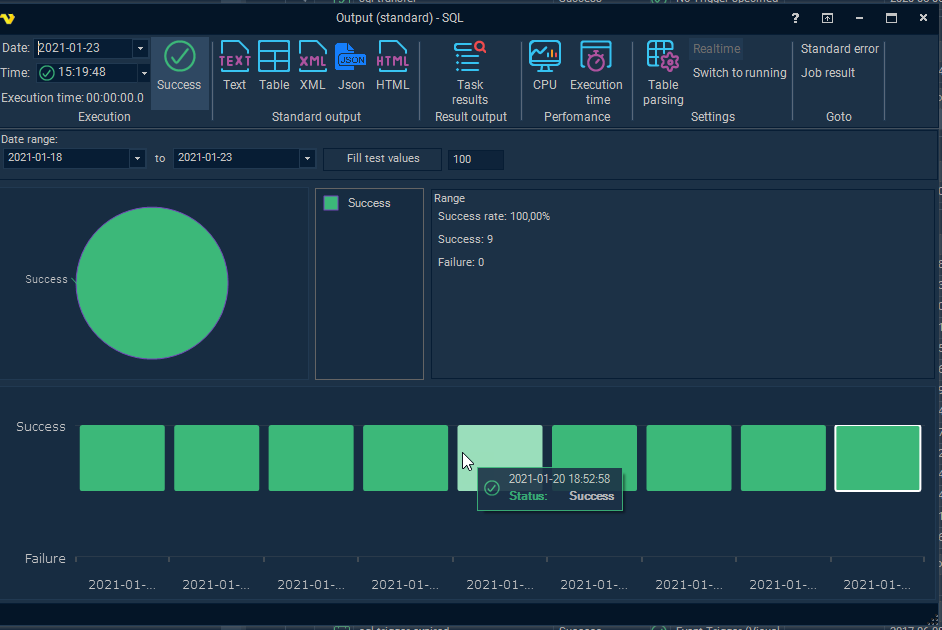 Output (standard) - SQL
Date: 2021-01-23
Time: 15:19:48
Execution time: 00:00:00.0
Success
Execution
TEXT
Text
Table
XML
XML
JSON
Json
HTML
HTML
Standard output
Task
results
Result output
CPU
Execution
time
Perfomance
Table
parsing
Realtime
Switch to running
Settings
Standard error
Job result
Goto
Date range:
2021-01-18 to 2021-01-23 Fill test values 100
Success
Success
Range
Success rate: 100,00%
Success: 9
Failure: 0
Success
2021-01-20 18:52:58
Status: Success
Failure
2021-01-... 2021-01-... 2021-01-... 2021-01-... 2021-01-... 2021-01-... 2021-01-... 2021-01-... 2021-01-...